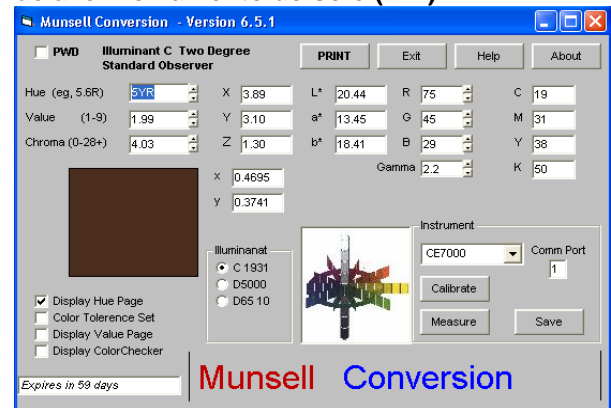 Munsell Conversion - Version 6.5.1
PWD Illuminant C Two Degree
Standard Observer
PRINT Exit Help About
Hue (eg, 5.6R) 5YR X 3.89 L* 20.44 R 75 C 19
Value (1-9) 1.99 Y 3.10 a* 13.45 G 45 M 31
Chroma (0-28+) 4.03 Z 1.30 b* 18.41 B 29 Y 38
Gamma 2.2 K 50
x 0.4695
y 0.3741
Illuminanat
C 1931
D5000
D65 10
Instrument
CE7000 Comm Port
1
Calibrate
Measure Save
Display Hue Page
Color Tolerence Set
Display Value Page
Display ColorChecker
Expires in 59 days
Munsell Conversion